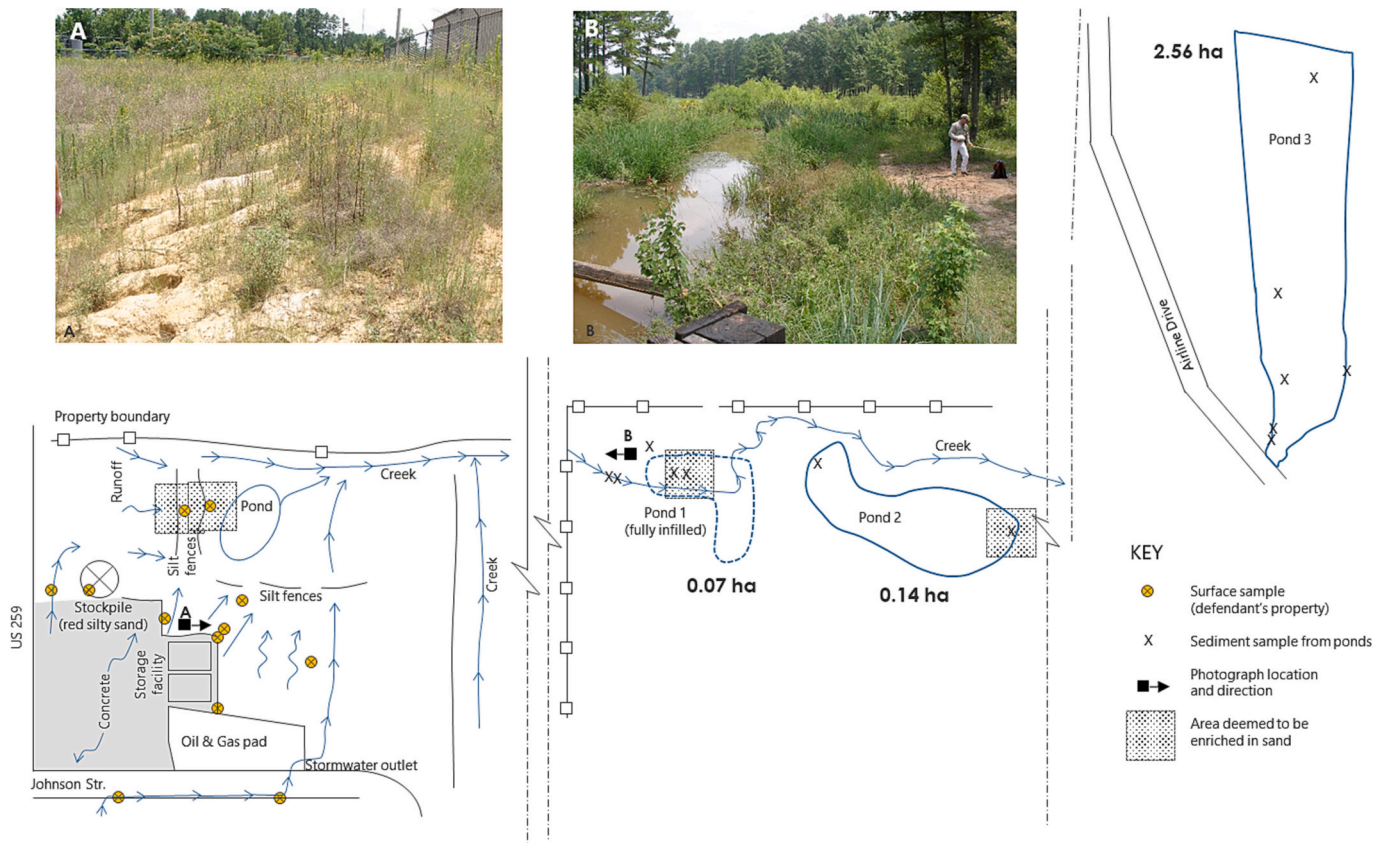 A
A
B
B
2.56 ha
Pond 3
Airline Drive
Property boundary
Runoff
Creek
Pond
Silt
fences
Silt fences
Stockpile
(red silty sand)
A
US 259
Concrete
Storage
facility
Creek
Oil & Gas pad
Stormwater outlet
Johnson Str.
B
X
XX
X X
Pond 1
(fully infilled)
0.07 ha
Creek
X
Pond 2
X
0.14 ha
X
X
X
X
X
X
KEY
Surface sample
(defendant's property)
X
Sediment sample from ponds
Photograph location
and direction
Area deemed to be
enriched in sand